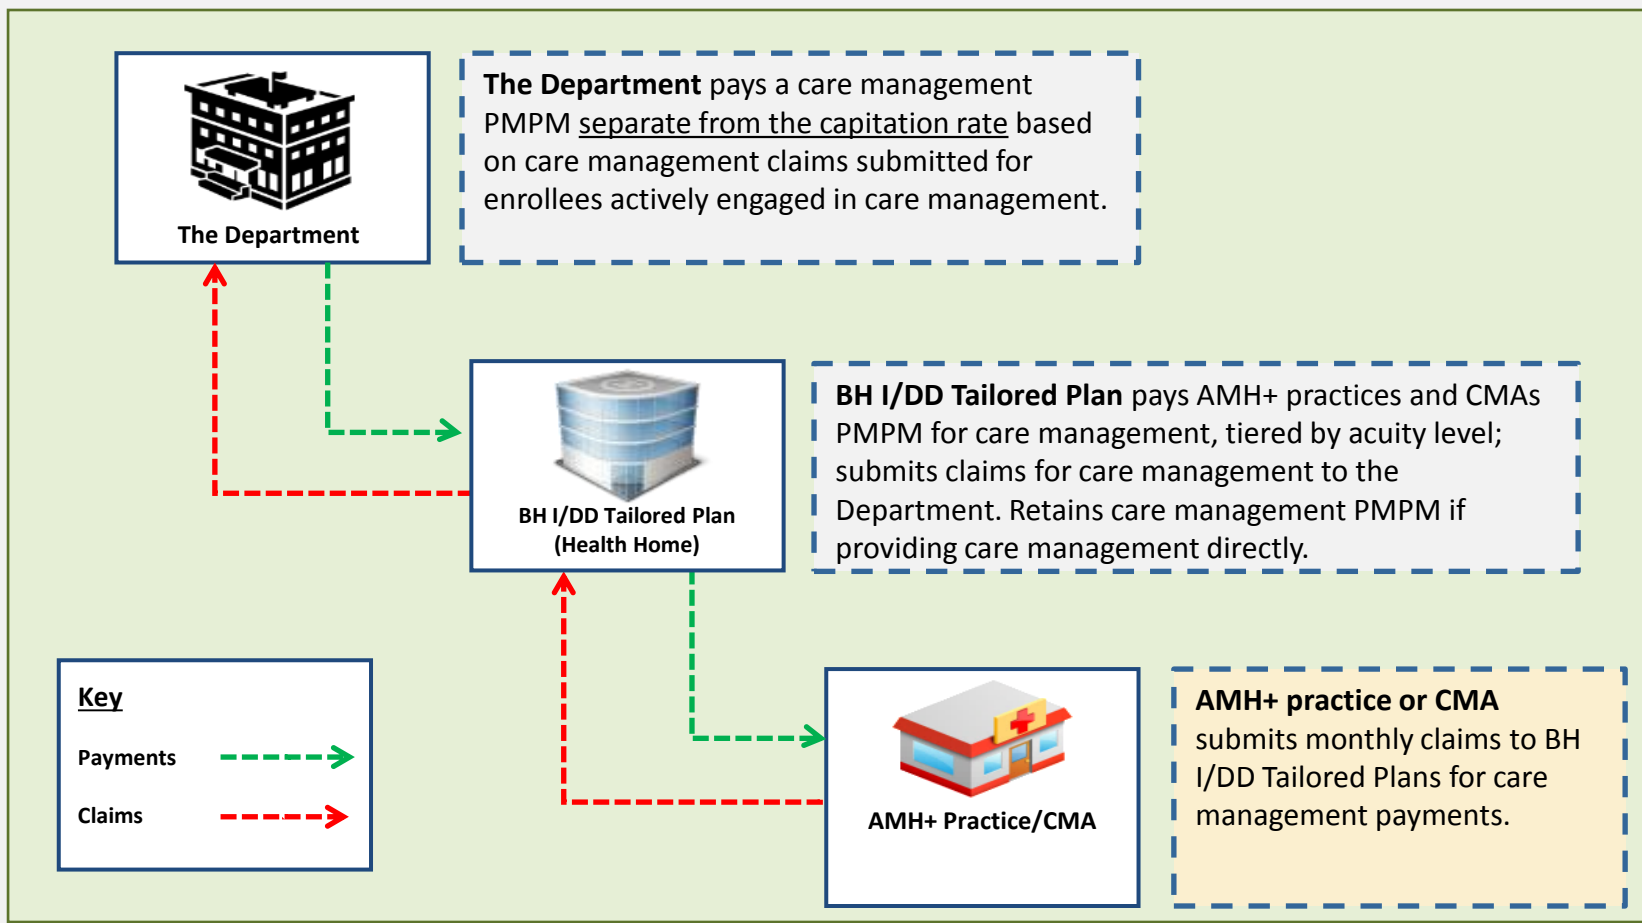 The Department
The Department pays a care management
PMPM separate from the capitation rate based
on care management claims submitted for
enrollees actively engaged in care management.
BH I/DD Tailored Plan
(Health Home)
BH I/DD Tailored Plan pays AMH+ practices and CMAs
PMPM for care management, tiered by acuity level;
submits claims for care management to the
Department. Retains care management PMPM if
providing care management directly.
Key
Payments
Claims
AMH+ Practice/CMA
AMH+ practice or CMA
submits monthly claims to BH
I/DD Tailored Plans for care
management payments.